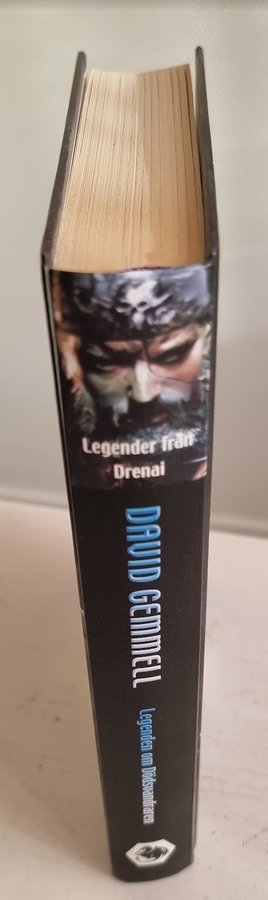 Legender från
Drenai
DAVID GEMMELL
Legenden om Dödsvandraren